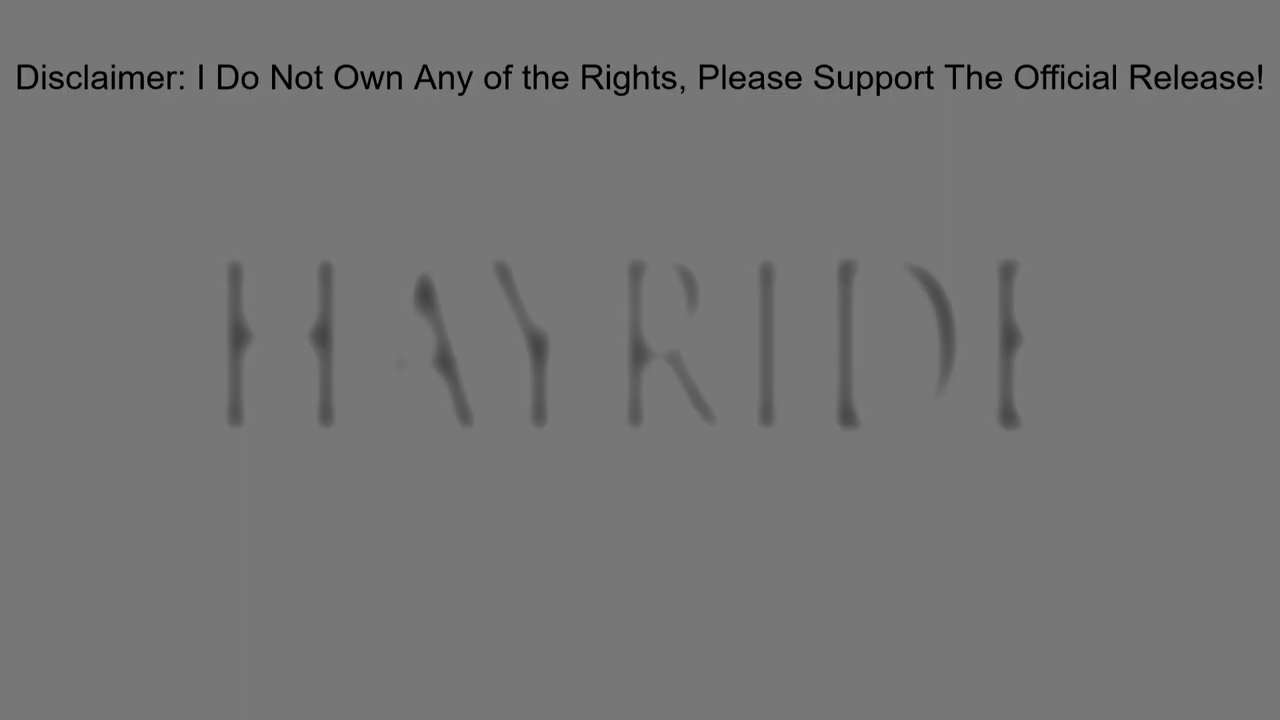 Disclaimer: I Do Not Own Any of the Rights, Please Support The Official Release!
HAYRIDE